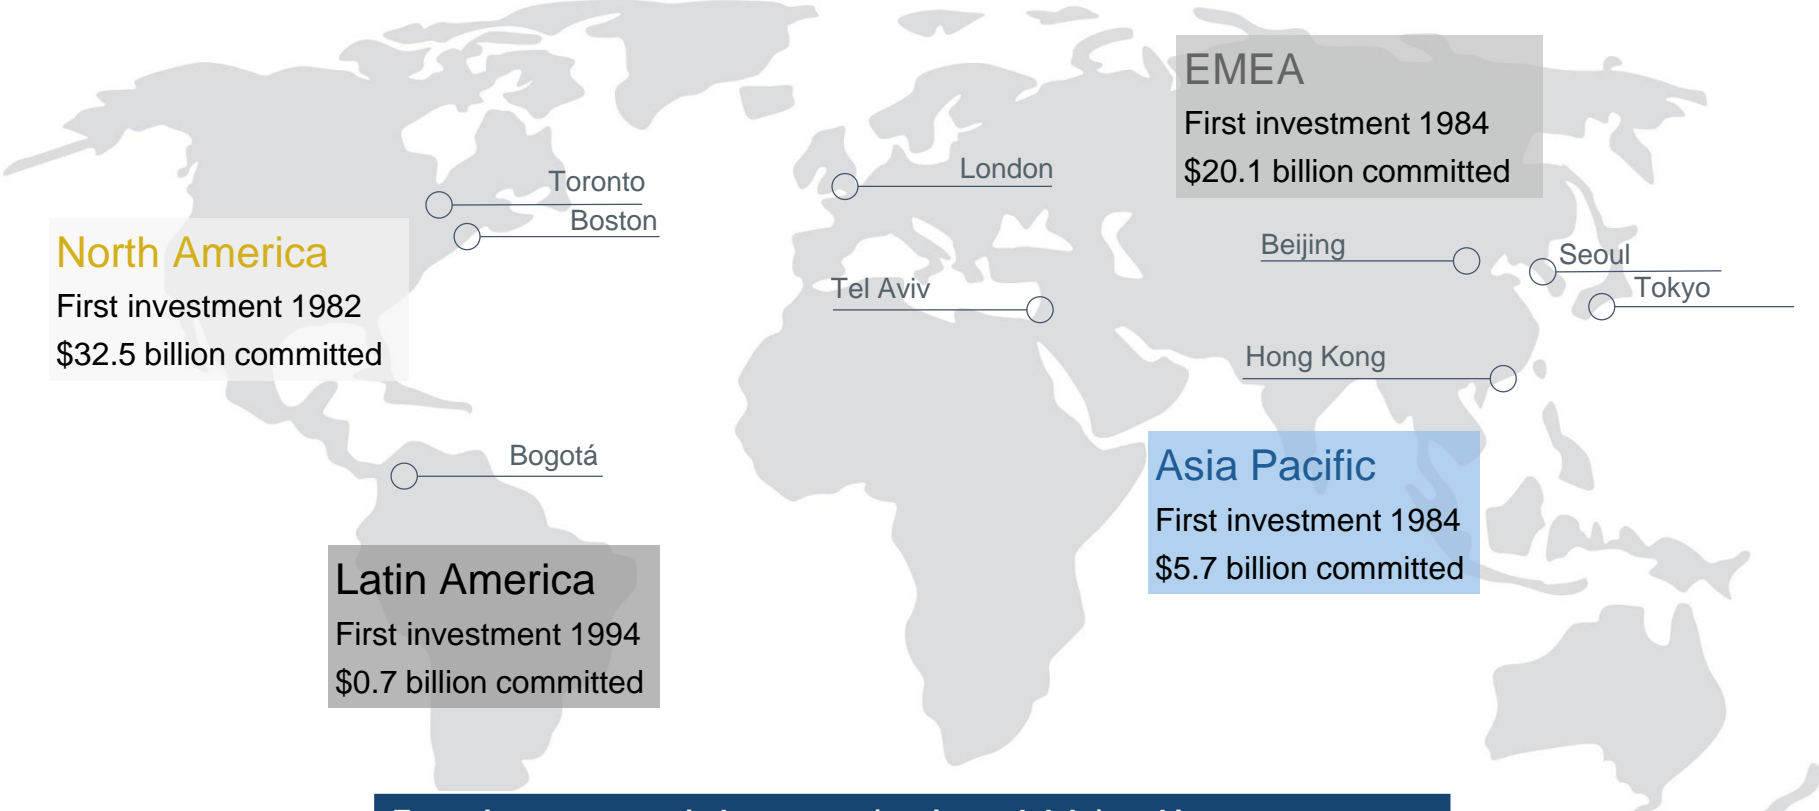 EMEA
First investment 1984
$20.1 billion committed
London
Toronto
Boston
North America
First investment 1982
$32.5 billion committed
Beijing
Seoul
Tokyo
Tel Aviv
Hong Kong
Bogotá
Asia Pacific
First investment 1984
$5.7 billion committed
Latin America
First investment 1994
$0.7 billion committed